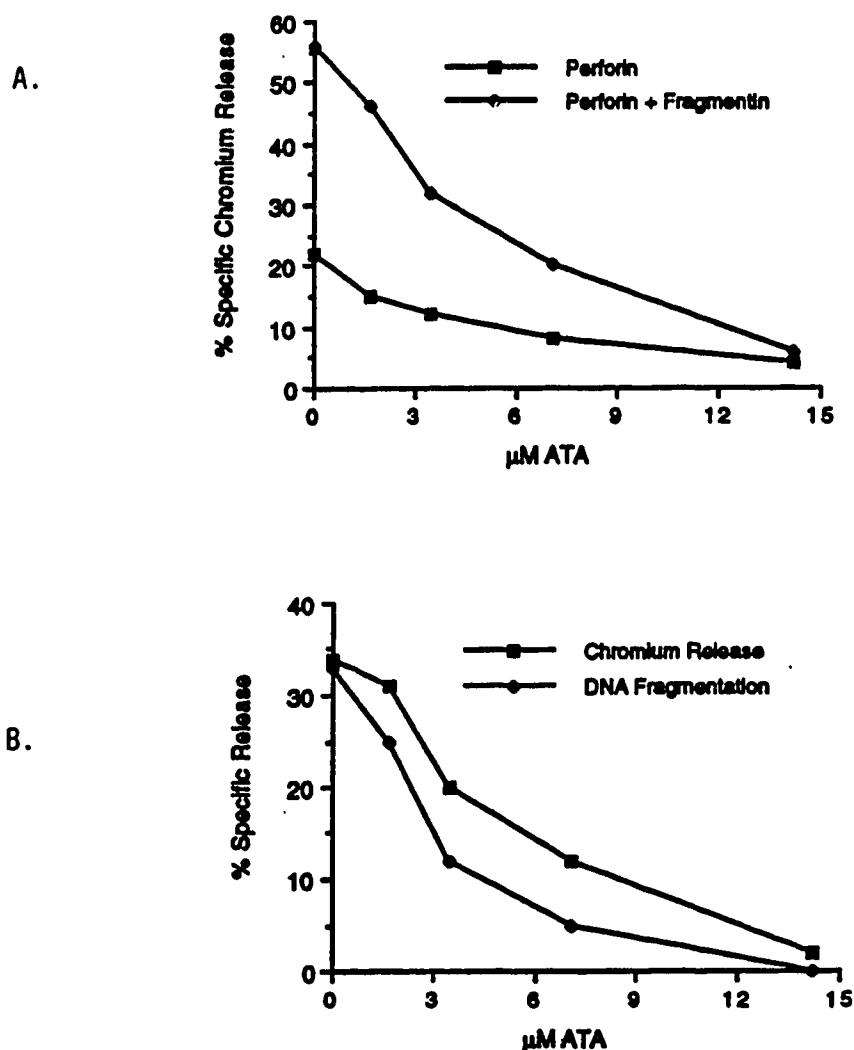 A.
60
50
40
30
20
10
0
% Specific Chromium Release
Perforin
Perforin + Fragmentin
0 3 6 9 12 15
µM ATA
B.
40
30
20
10
0
% Specific Release
Chromium Release
DNA Fragmentation
0 3 6 9 12 15
µM ATA